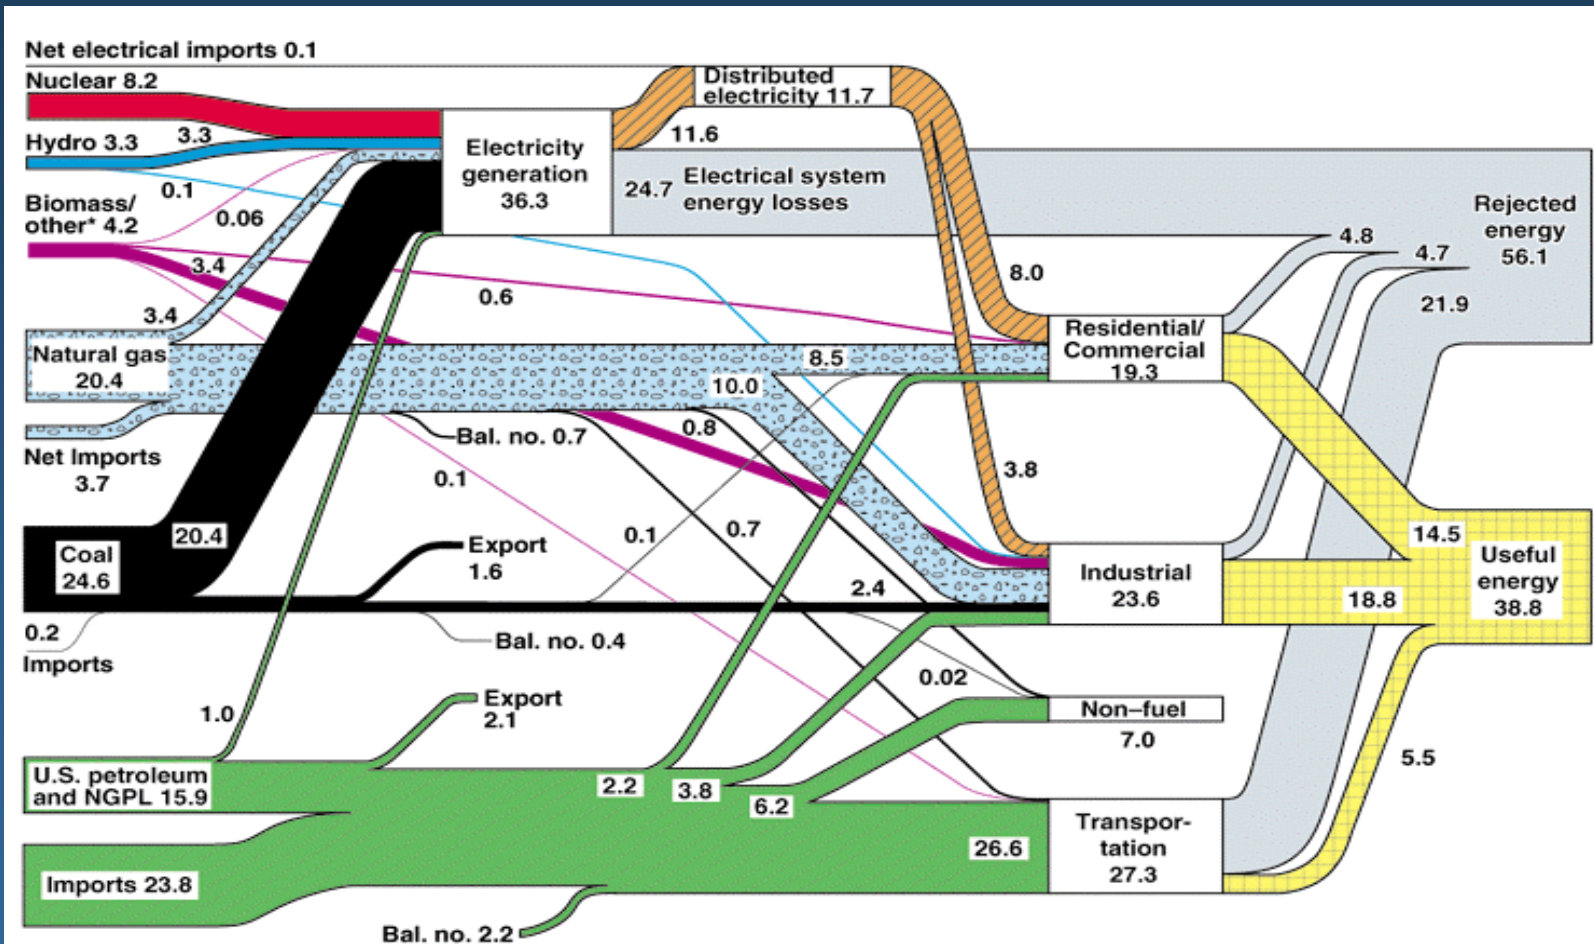 Net electrical imports 0.1
Nuclear 8.2
Distributed
electricity 11.7
Hydro 3.3
3.3
11.6
Electricity
generation
36.3
24.7
Electrical system
energy losses
0.1
0.06
Biomass/
other* 4.2
Rejected
energy
56.1
4.8
4.7
21.9
3.4
0.6
8.0
3.4
Natural gas
20.4
8.5
10.0
Residential/
Commercial
19.3
Net Imports
3.7
Bal. no. 0.7
0.8
0.1
3.8
20.4
0.1
0.7
14.5
Coal
24.6
Export
1.6
2.4
Industrial
23.6
18.8
Useful
energy
38.8
0.2
Imports
Bal. no. 0.4
0.02
1.0
Export
2.1
Non–fuel
7.0
5.5
U.S. petroleum
and NGPL 15.9
2.2
3.8
6.2
Transpor-
tation
27.3
26.6
Imports 23.8
Bal. no. 2.2